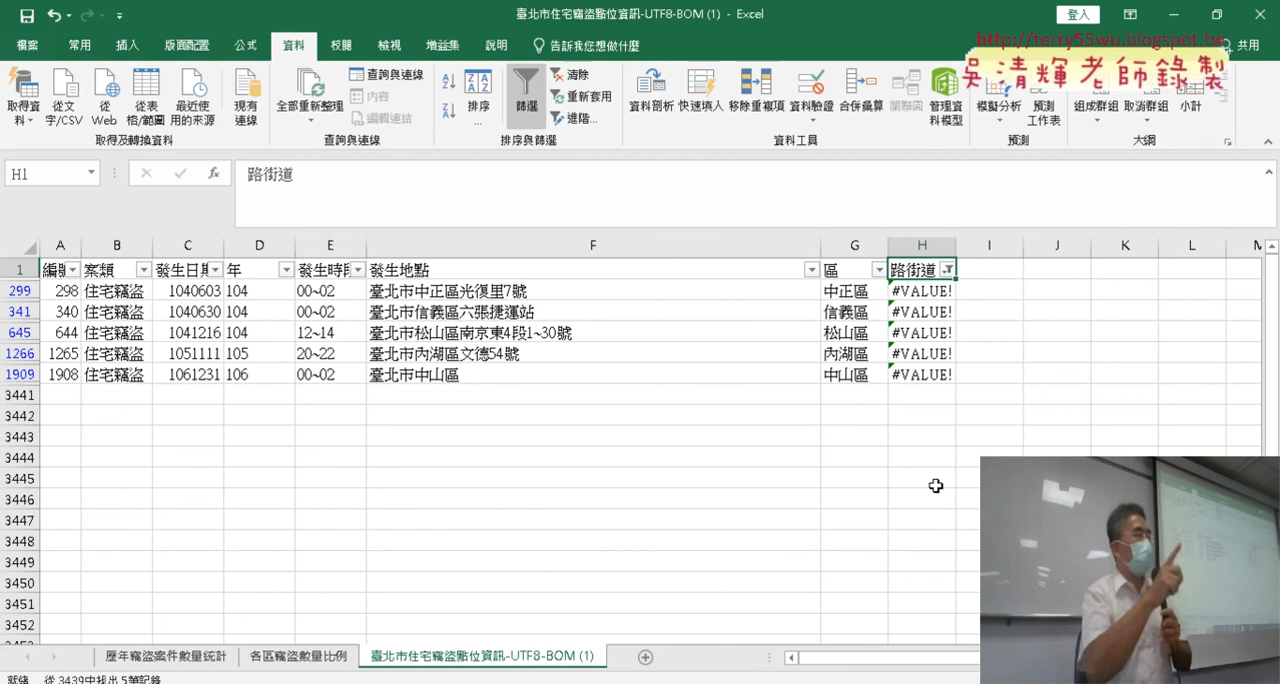 臺北市住宅竊盜點位資訊-UTF8-BOM (1) - Excel
登入
檔案 常用 插入 版面配置 公式 資料 校閱 檢視 增益集 說明 告訴我您想做什麼 共用
http://terry55wu.blogspot.tw
吳清輝老師錄製
取得資料 從文字/CSV 從 Web 從表格/範圍 最近使用的來源 現有連線
取得及轉換資料
全部重新整理 查詢與連線 內容 編輯連結
查詢與連線
排序... 篩選 清除 重新套用 進階...
排序與篩選
資料剖析 快速填入 移除重複項 資料驗證 合併彙算 關聯圖 管理資料模型
資料工具
模擬分析 預測工作表
預測
組成群組 取消群組 小計
大綱
H1 fx 路街道
A B C D E F G H I J K L M
1 編號 案類 發生日期 年 發生時段 發生地點 區 路街道
299 298 住宅竊盜 1040603 104 00~02 臺北市中正區光復里7號 中正區 #VALUE!
341 340 住宅竊盜 1040630 104 00~02 臺北市信義區六張捷運站 信義區 #VALUE!
645 644 住宅竊盜 1041216 104 12~14 臺北市松山區南京東4段1~30號 松山區 #VALUE!
1266 1265 住宅竊盜 1051111 105 20~22 臺北市內湖區文德54號 內湖區 #VALUE!
1909 1908 住宅竊盜 1061231 106 00~02 臺北市中山區 中山區 #VALUE!
3441
3442
3443
3444
3445
3446
3447
3448
3449
3450
3451
3452
歷年竊盜案件數量統計 各區竊盜數量比例 臺北市住宅竊盜點位資訊-UTF8-BOM (1)
就緒 從 3439中找出 5筆記錄